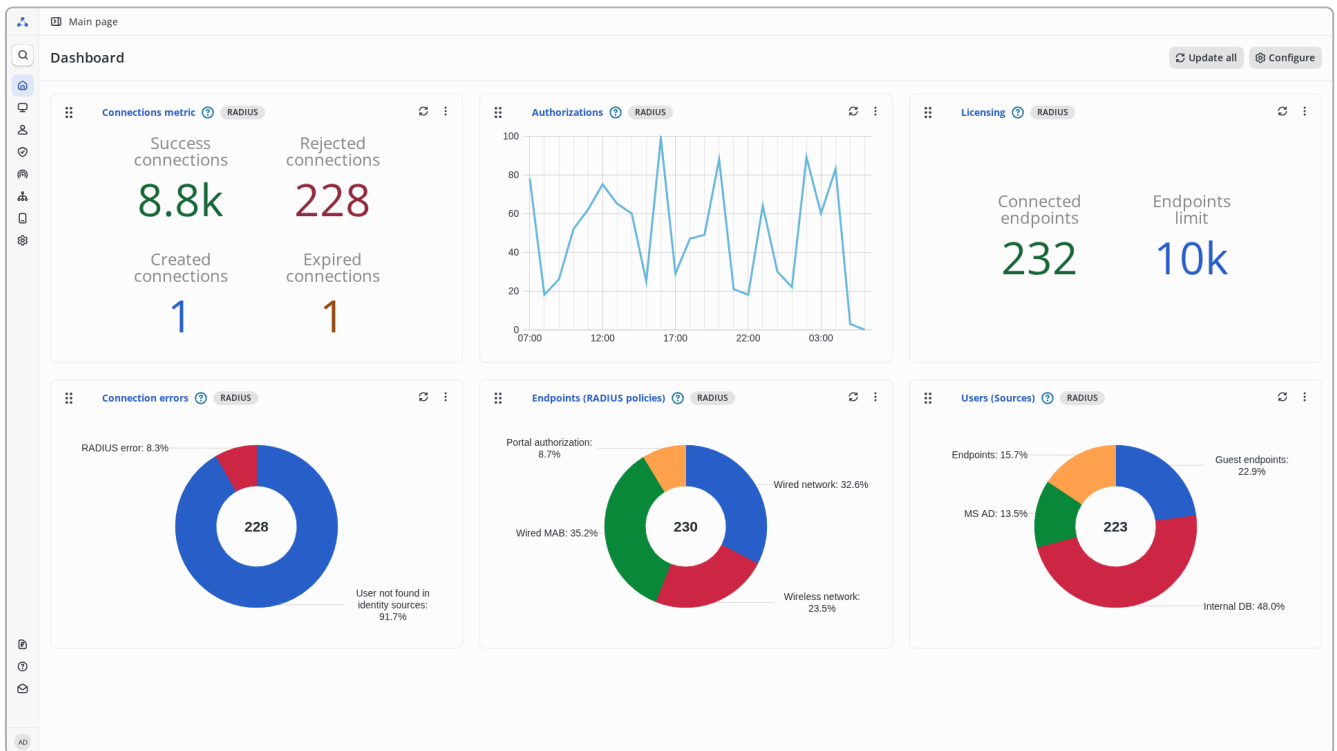 Main page
Dashboard
Update all
Configure
Connections metric
RADIUS
Success
connections
8.8k
Rejected
connections
228
Created
connections
1
Expired
connections
1
Authorizations
RADIUS
100
80
60
40
20
0
07:00
12:00
17:00
22:00
03:00
Licensing
RADIUS
Connected
endpoints
232
Endpoints
limit
10k
Connection errors
RADIUS
RADIUS error: 8.3%
228
User not found in
identity sources:
91.7%
Endpoints (RADIUS policies)
RADIUS
Portal authorization:
8.7%
Wired network: 32.6%
Wired MAB: 35.2%
230
Wireless network:
23.5%
Users (Sources)
RADIUS
Endpoints: 15.7%
Guest endpoints:
22.9%
MS AD: 13.5%
223
Internal DB: 48.0%
AD